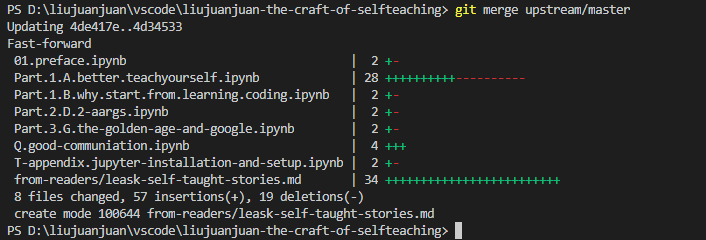 PS D:\liujuanjuan\vscode\liujuanjuan-the-craft-of-selfteaching> git merge upstream/master
Updating 4de417e..4d34533
Fast-forward
 01.preface.ipynb                                   |  2 +-
 Part.1.A.better.teachyourself.ipynb                | 28 ++++++++++----------
 Part.1.B.why.start.from.learning.coding.ipynb      |  2 +-
 Part.2.D.2-aargs.ipynb                             |  2 +-
 Part.3.G.the-golden-age-and-google.ipynb           |  2 +-
 Q.good-communiation.ipynb                          |  4 +++
 T-appendix.jupyter-installation-and-setup.ipynb    |  2 +-
 from-readers/leask-self-taught-stories.md          | 34 +++++++++++++++++++++++++
 8 files changed, 57 insertions(+), 19 deletions(-)
 create mode 100644 from-readers/leask-self-taught-stories.md
PS D:\liujuanjuan\vscode\liujuanjuan-the-craft-of-selfteaching>